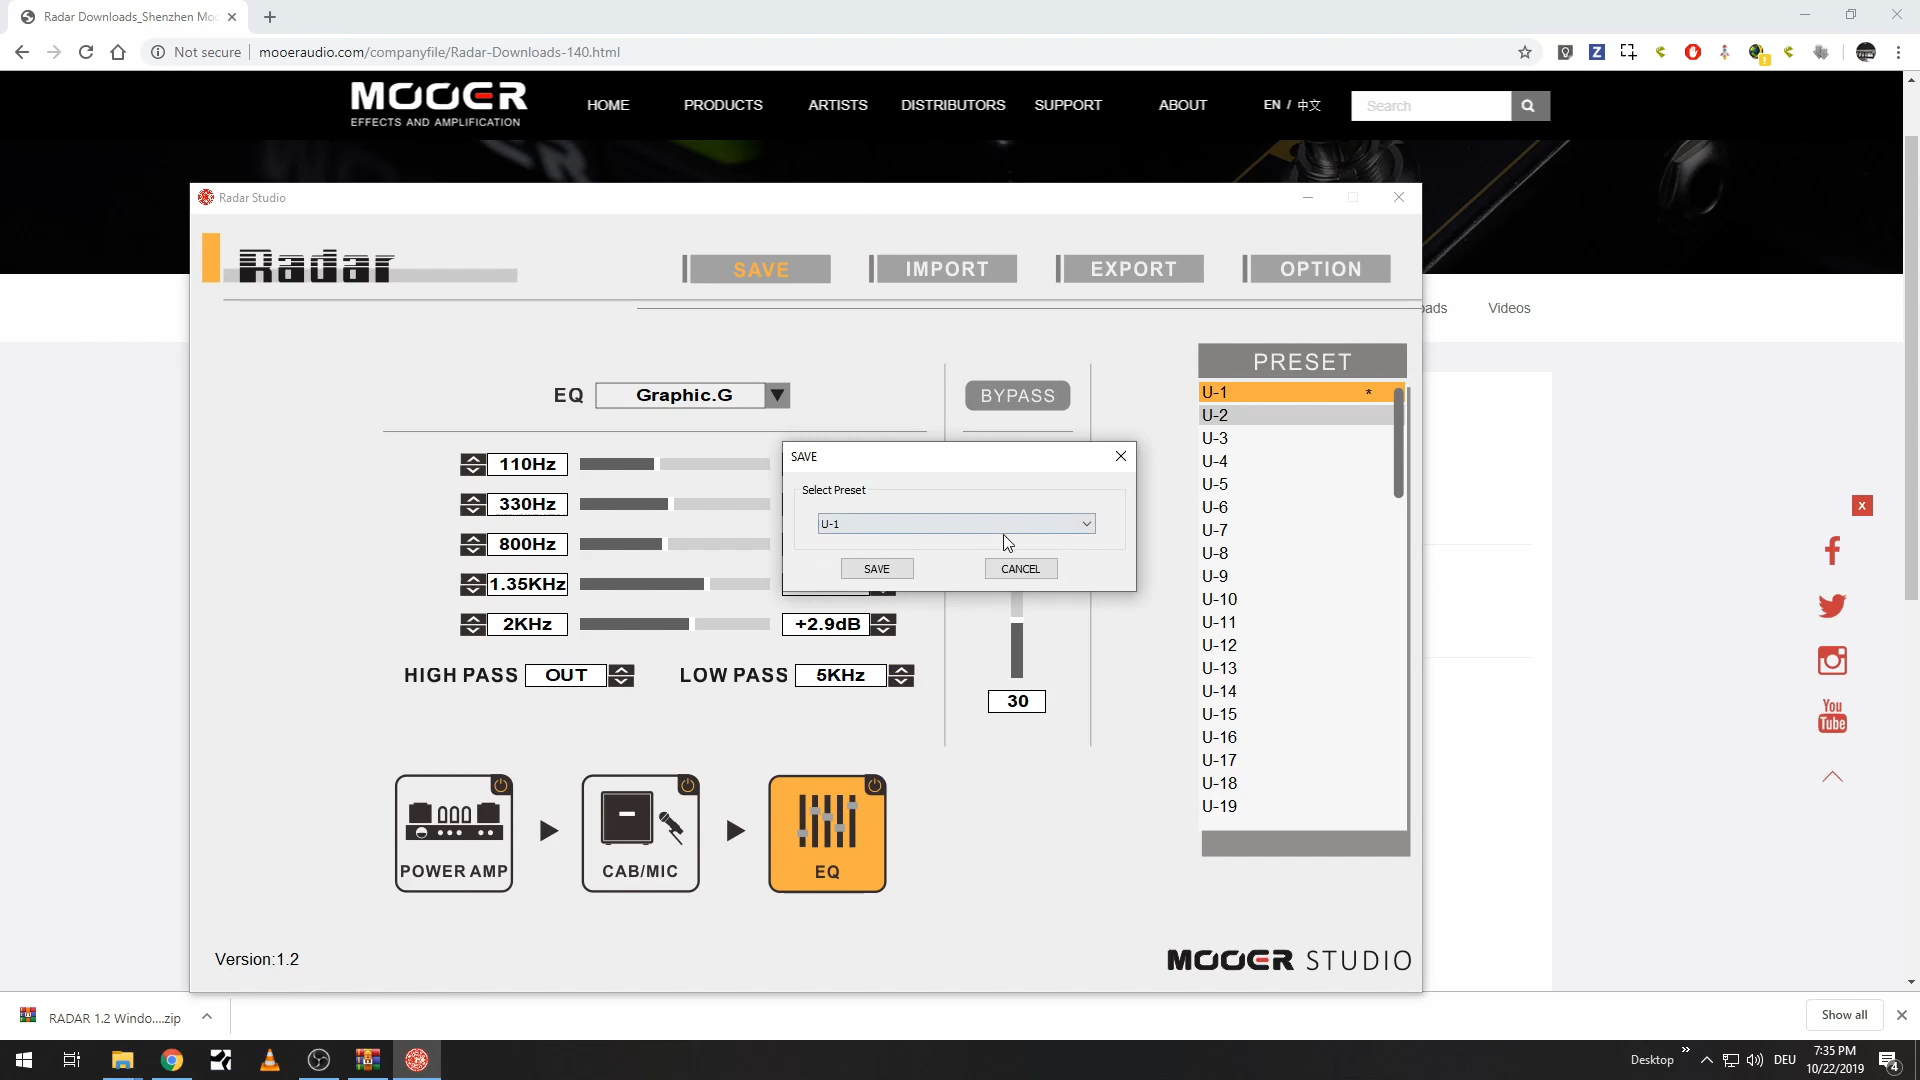 Radar Downloads_Shenzhen Moo
Not secure
mooeraudio.com/companyfile/Radar-Downloads-140.html
MOOER
EFFECTS AND AMPLIFICATION
HOME
PRODUCTS
ARTISTS
DISTRIBUTORS
SUPPORT
ABOUT
EN / 中文
Search
Radar Studio
Radar
SAVE
IMPORT
EXPORT
OPTION
oads
Videos
EQ
Graphic.G
BYPASS
PRESET
U-1 *
U-2
U-3
U-4
U-5
U-6
U-7
U-8
U-9
U-10
U-11
U-12
U-13
U-14
U-15
U-16
U-17
U-18
U-19
110Hz
330Hz
800Hz
1.35KHz
2KHz
+2.9dB
SAVE
Select Preset
U-1
SAVE
CANCEL
HIGH PASS
OUT
LOW PASS
5KHz
30
POWER AMP
CAB/MIC
EQ
Version:1.2
MOOER STUDIO
x
You
Tube
RADAR 1.2 Windo....zip
Show all
Desktop
»
DEU
7:35 PM
10/22/2019
4